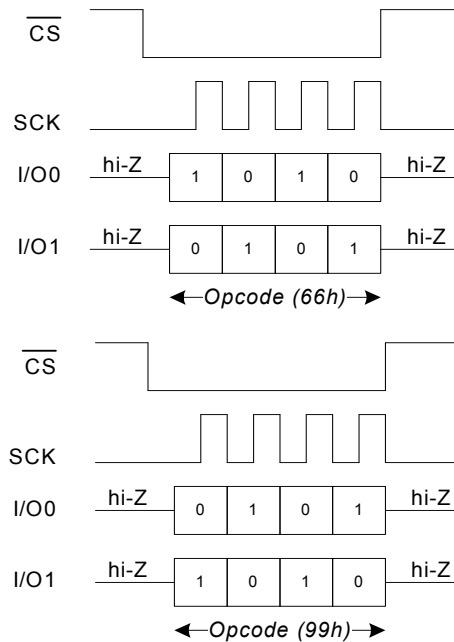 CS
SCK
I/O0 hi-Z 1 0 1 0 hi-Z
I/O1 hi-Z 0 1 0 1 hi-Z
Opcode (66h)
CS
SCK
I/O0 hi-Z 0 1 0 1 hi-Z
I/O1 hi-Z 1 0 1 0 hi-Z
Opcode (99h)